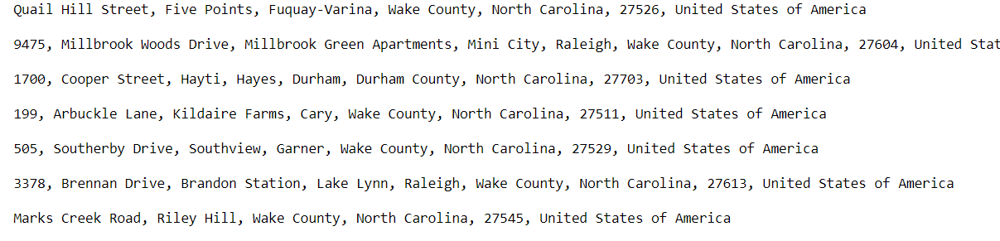 Quail Hill Street, Five Points, Fuquay-Varina, Wake County, North Carolina, 27526, United States of America
9475, Millbrook Woods Drive, Millbrook Green Apartments, Mini City, Raleigh, Wake County, North Carolina, 27604, United Stat
1700, Cooper Street, Hayti, Hayes, Durham, Durham County, North Carolina, 27703, United States of America
199, Arbuckle Lane, Kildaire Farms, Cary, Wake County, North Carolina, 27511, United States of America
505, Southerby Drive, Southview, Garner, Wake County, North Carolina, 27529, United States of America
3378, Brennan Drive, Brandon Station, Lake Lynn, Raleigh, Wake County, North Carolina, 27613, United States of America
Marks Creek Road, Riley Hill, Wake County, North Carolina, 27545, United States of America